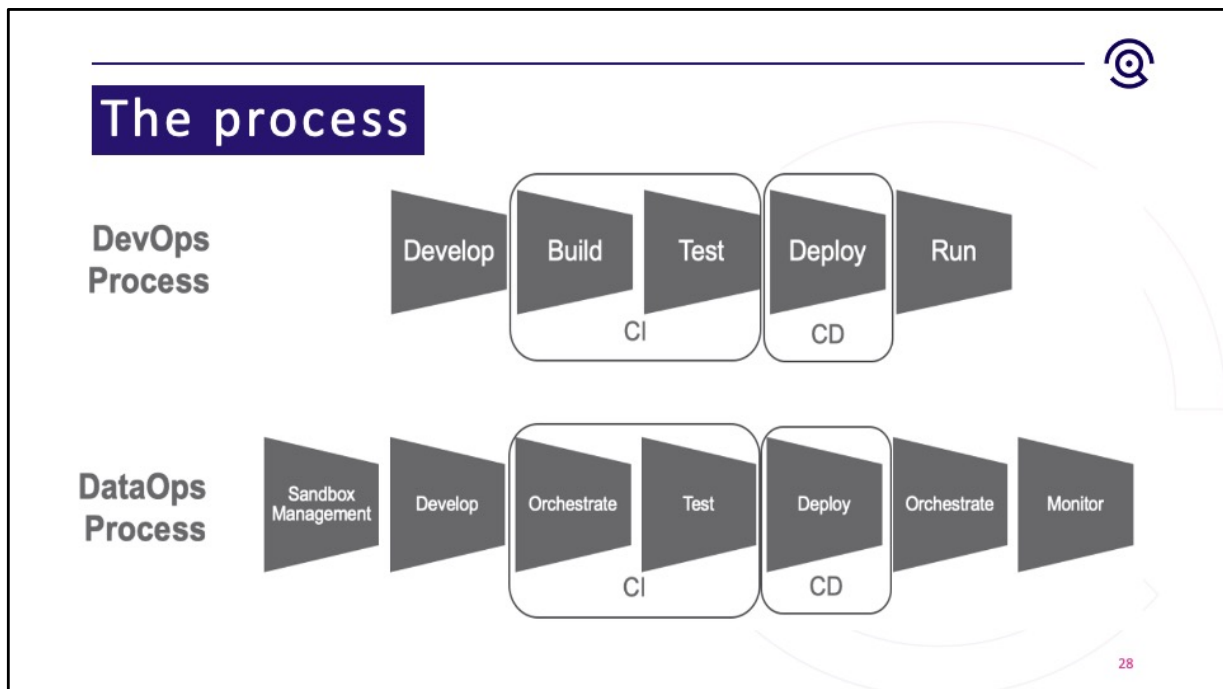 The process
DevOps
Process
Develop
Build
Test
Deploy
Run
CI
CD
DataOps
Process
Sandbox
Management
Develop
Orchestrate
Test
Deploy
Orchestrate
Monitor
CI
CD
28